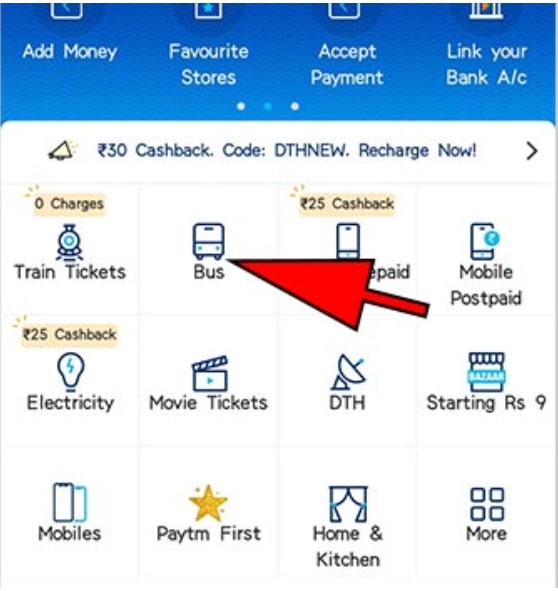 Add Money
Favourite
Stores
Accept
Payment
Link your
Bank A/c
₹30 Cashback. Code: DTHNEW. Recharge Now!
0 Charges
₹25 Cashback
Train Tickets
Bus
epaid
Mobile
Postpaid
₹25 Cashback
Electricity
Movie Tickets
DTH
BAZAAR
Starting Rs 9
Mobiles
Paytm First
Home &
Kitchen
More